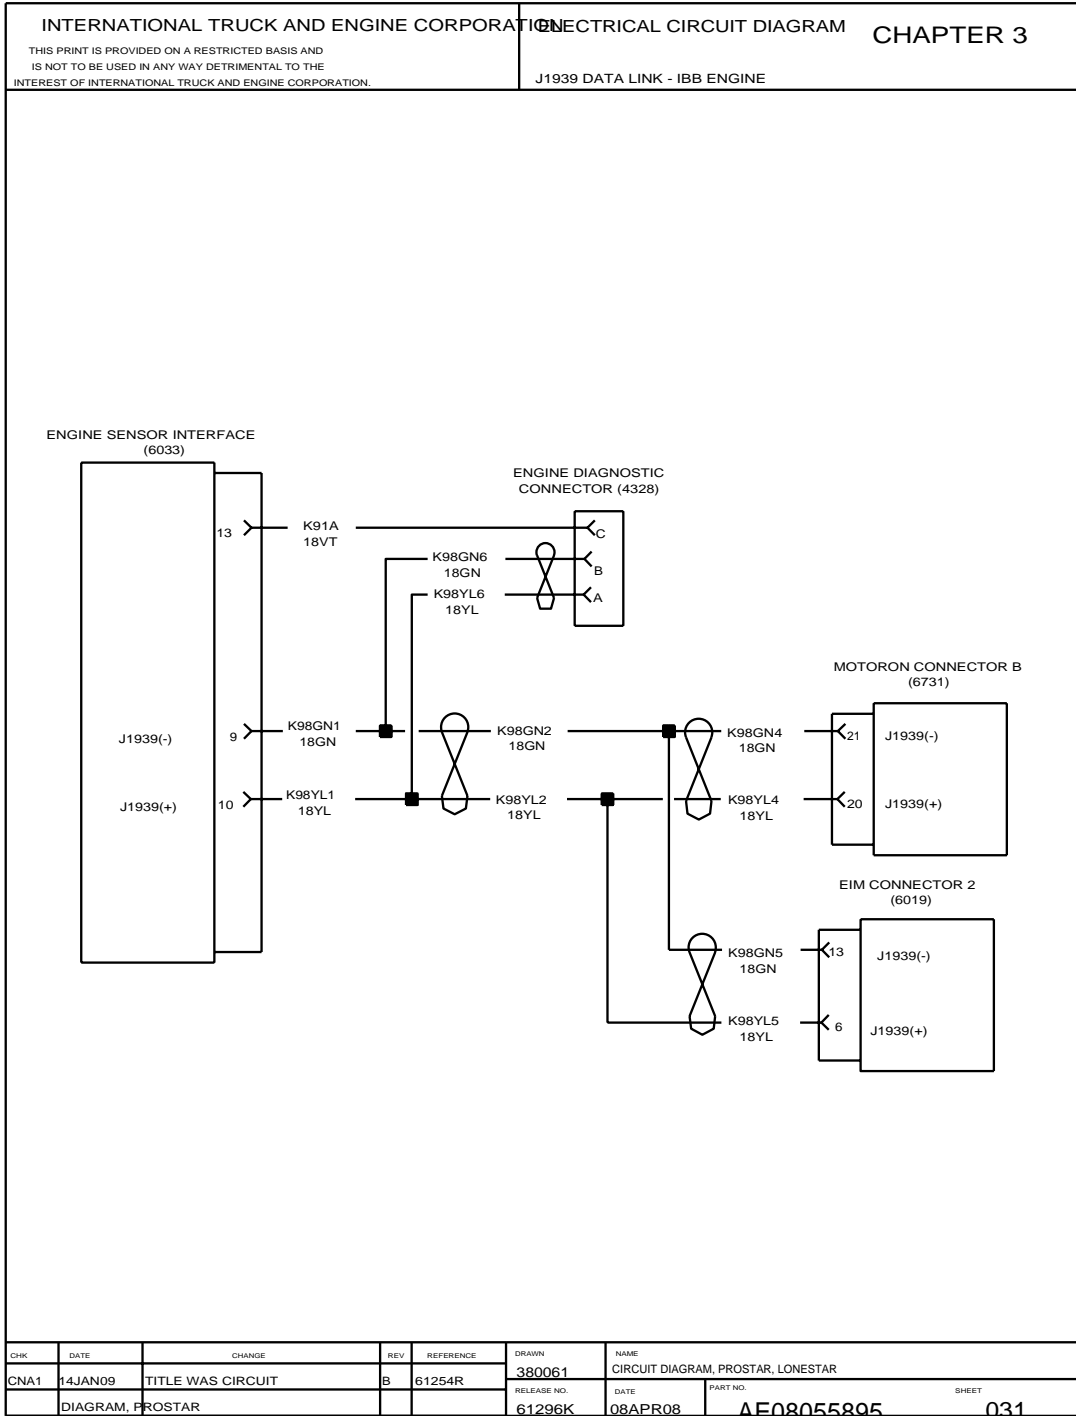 INTERNATIONAL TRUCK AND ENGINE CORPORATION
THIS PRINT IS PROVIDED ON A RESTRICTED BASIS AND
IS NOT TO BE USED IN ANY WAY DETRIMENTAL TO THE
INTEREST OF INTERNATIONAL TRUCK AND ENGINE CORPORATION.
ELECTRICAL CIRCUIT DIAGRAM
CHAPTER 3
J1939 DATA LINK - IBB ENGINE
ENGINE SENSOR INTERFACE
(6033)
ENGINE DIAGNOSTIC
CONNECTOR (4328)
13
K91A
18VT
C
K98GN6
18GN
B
K98YL6
18YL
A
MOTORON CONNECTOR B
(6731)
J1939(-)
9
K98GN1
18GN
K98GN2
18GN
K98GN4
18GN
21
J1939(-)
J1939(+)
10
K98YL1
18YL
K98YL2
18YL
K98YL4
18YL
20
J1939(+)
EIM CONNECTOR 2
(6019)
K98GN5
18GN
13
J1939(-)
K98YL5
18YL
6
J1939(+)
CHK
DATE
CHANGE
REV
REFERENCE
CNA1
14JAN09
TITLE WAS CIRCUIT
B
61254R
DIAGRAM, PROSTAR
DRAWN
380061
NAME
CIRCUIT DIAGRAM, PROSTAR, LONESTAR
RELEASE NO.
61296K
DATE
08APR08
PART NO.
AE08055895
SHEET
031